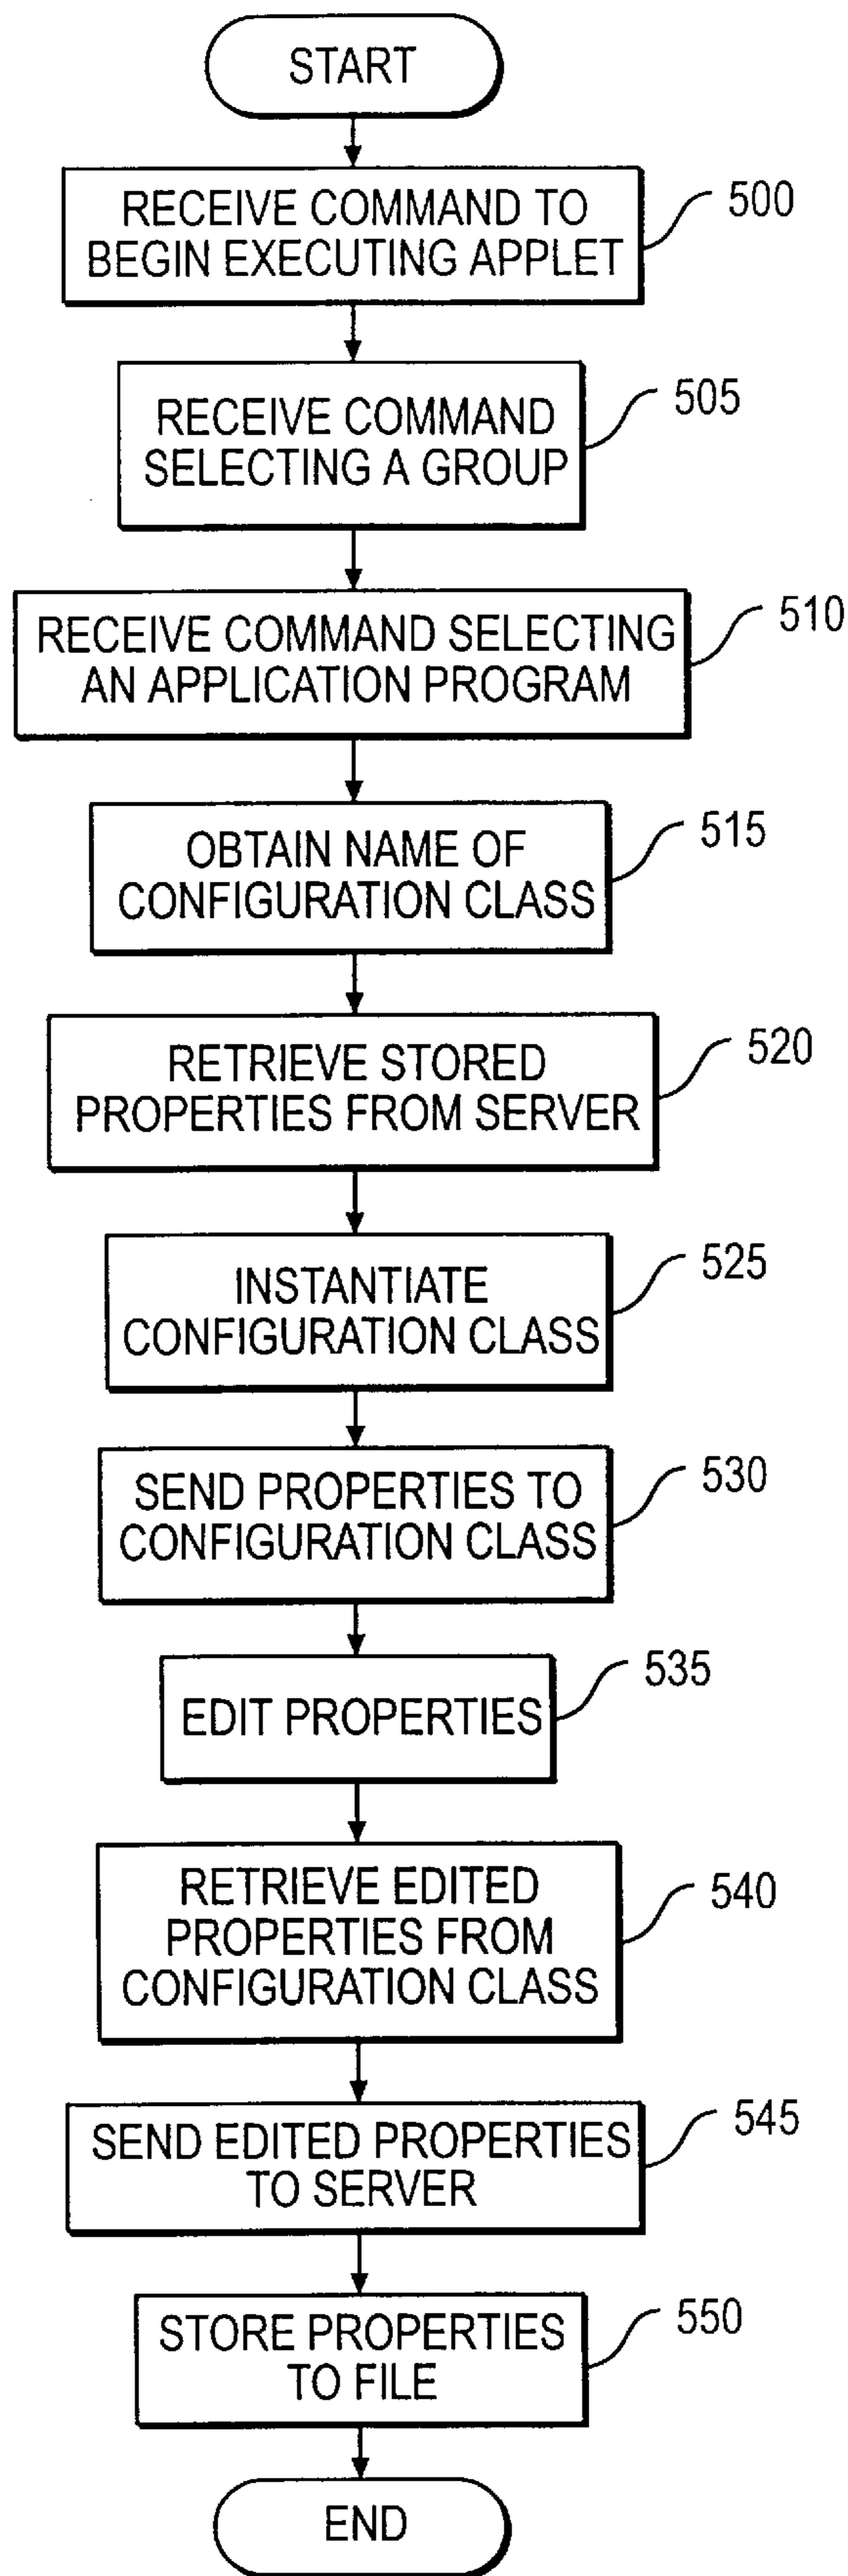 START
RECEIVE COMMAND TO
BEGIN EXECUTING APPLET
500
RECEIVE COMMAND
SELECTING A GROUP
505
RECEIVE COMMAND SELECTING
AN APPLICATION PROGRAM
510
OBTAIN NAME OF
CONFIGURATION CLASS
515
RETRIEVE STORED
PROPERTIES FROM SERVER
520
INSTANTIATE
CONFIGURATION CLASS
525
SEND PROPERTIES TO
CONFIGURATION CLASS
530
EDIT PROPERTIES
535
RETRIEVE EDITED
PROPERTIES FROM
CONFIGURATION CLASS
540
SEND EDITED PROPERTIES
TO SERVER
545
STORE PROPERTIES
TO FILE
550
END